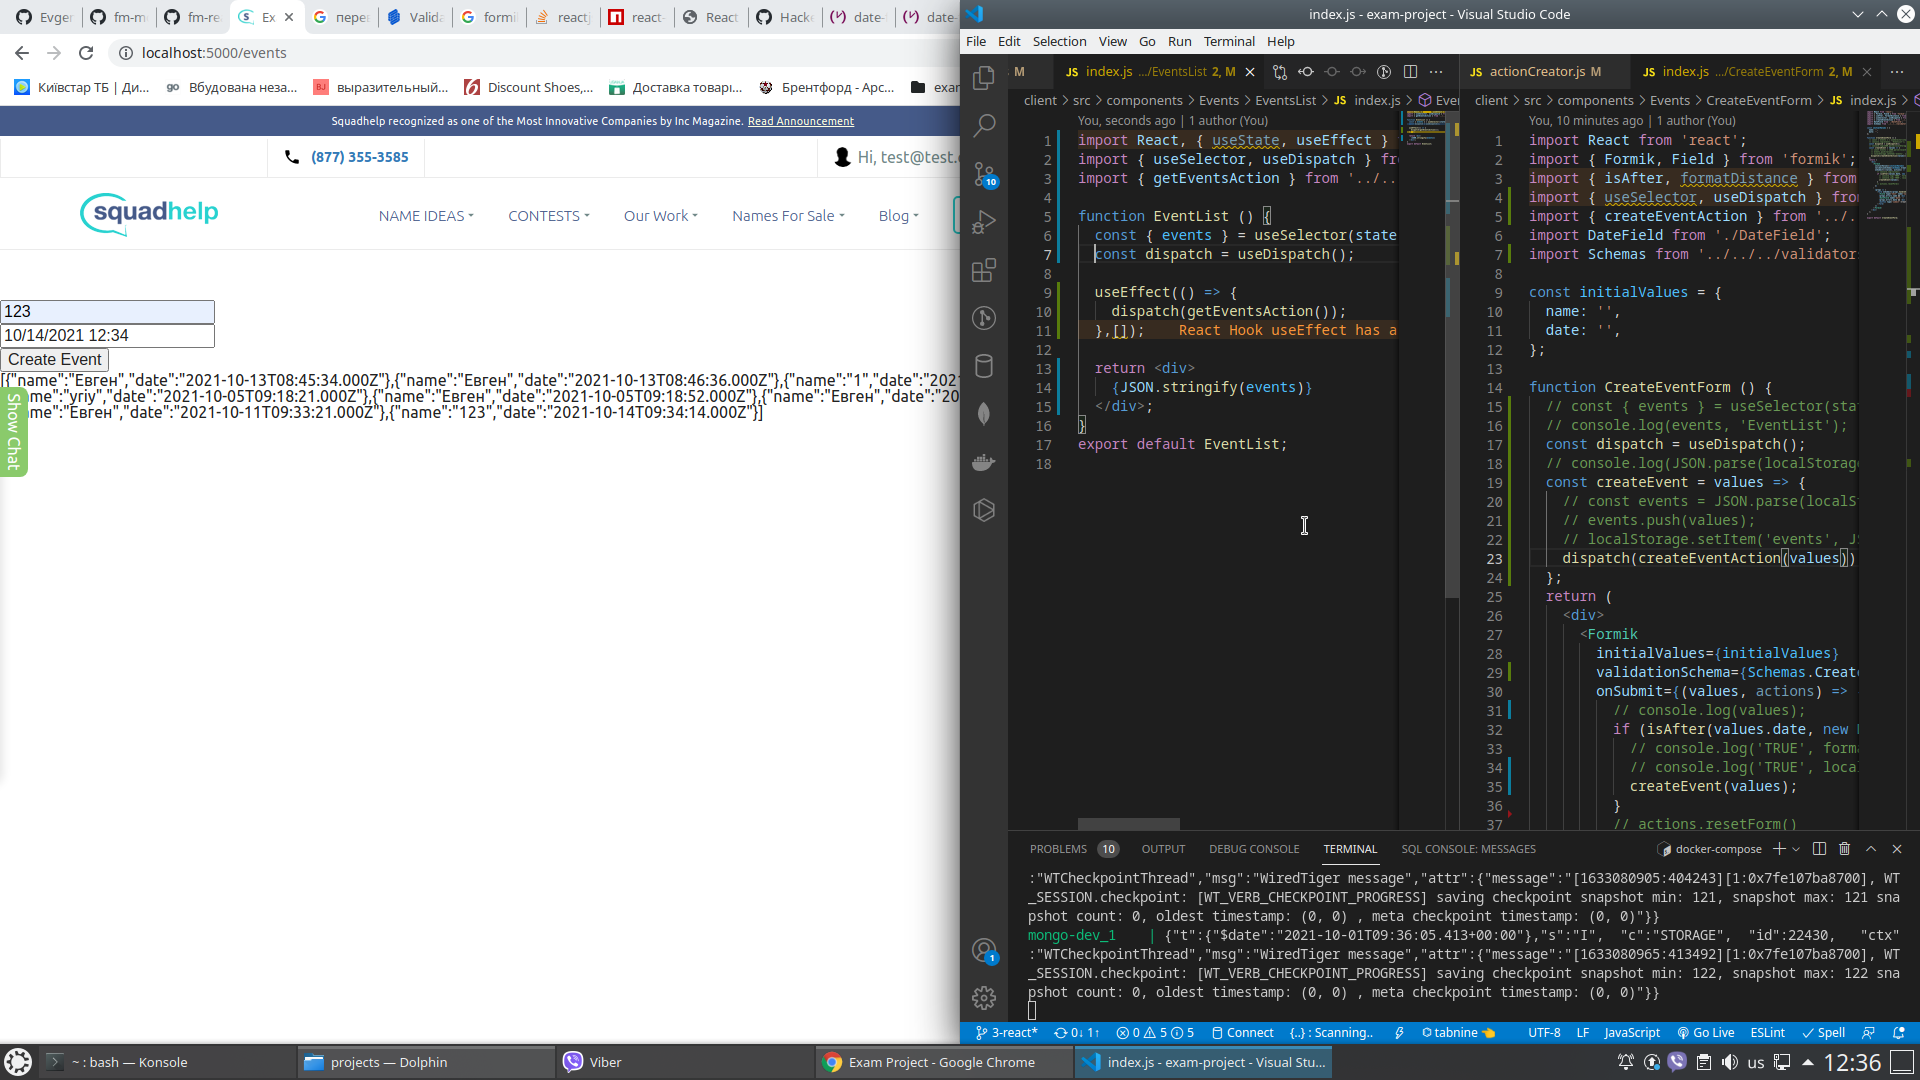 Evger
fm-m
fm-re
Ex
пере
Valida
formi
reactj
react-
React
Hack
date-
date-
localhost:5000/events
Київстар ТБ | Ди...
Вбудована неза...
выразительный...
Discount Shoes,...
Доставка товарі...
Брентфорд - Арс...
exar
Squadhelp recognized as one of the Most Innovative Companies by Inc Magazine. Read Announcement
(877) 355-3585
Hi, test@test.
squadhelp
NAME IDEAS
CONTESTS
Our Work
Names For Sale
Blog
123
10/14/2021 12:34
Create Event
[{"name":"Евген","date":"2021-10-13T08:45:34.000Z"},{"name":"Евген","date":"2021-10-13T08:46:36.000Z"},{"name":"1","date":"202
ame":"yriy","date":"2021-10-05T09:18:21.000Z"},{"name":"Евген","date":"2021-10-05T09:18:52.000Z"},{"name":"Евген","date":"20
ame":"Евген","date":"2021-10-11T09:33:21.000Z"},{"name":"123","date":"2021-10-14T09:34:14.000Z"}]
Show Chat
index.js - exam-project - Visual Studio Code
File Edit Selection View Go Run Terminal Help
M
JS index.js .../EventsList 2, M
JS actionCreator.js M
JS index.js .../CreateEventForm 2, M
client > src > components > Events > EventsList > JS index.js > Eve
You, seconds ago | 1 author (You)
1 import React, { useState, useEffect }
2 import { useSelector, useDispatch } fro
3 import { getEventsAction } from '../..
4
5 function EventList () {
6 const { events } = useSelector(state
7 const dispatch = useDispatch();
8
9 useEffect(() => {
10 dispatch(getEventsAction());
11 },[]); React Hook useEffect has a
12
13 return <div>
14 {JSON.stringify(events)}
15 </div>;
16 }
17 export default EventList;
18
client > src > components > Events > CreateEventForm > JS index.js >
You, 10 minutes ago | 1 author (You)
1 import React from 'react';
2 import { Formik, Field } from 'formik';
3 import { isAfter, formatDistance } from
4 import { useSelector, useDispatch } fro
5 import { createEventAction } from '../.
6 import DateField from './DateField';
7 import Schemas from '../../../validator
8
9 const initialValues = {
10 name: '',
11 date: '',
12 };
13
14 function CreateEventForm () {
15 // const { events } = useSelector(sta
16 // console.log(events, 'EventList');
17 const dispatch = useDispatch();
18 // console.log(JSON.parse(localStorag
19 const createEvent = values => {
20 // const events = JSON.parse(localS
21 // events.push(values);
22 // localStorage.setItem('events', JS
23 dispatch(createEventAction(values))
24 };
25 return (
26 <div>
27 <Formik
28 initialValues={initialValues}
29 validationSchema={Schemas.Creat
30 onSubmit={(values, actions) =>
31 // console.log(values);
32 if (isAfter(values.date, new
33 // console.log('TRUE', form
34 // console.log('TRUE', loca
35 createEvent(values);
36 }
37 // actions.resetForm()
PROBLEMS 10 OUTPUT DEBUG CONSOLE TERMINAL SQL CONSOLE: MESSAGES
docker-compose
:"WTCheckpointThread","msg":"WiredTiger message","attr":{"message":"[1633080905:404243][1:0x7fe107ba8700], WT
_SESSION.checkpoint: [WT_VERB_CHECKPOINT_PROGRESS] saving checkpoint snapshot min: 121, snapshot max: 121 sna
pshot count: 0, oldest timestamp: (0, 0) , meta checkpoint timestamp: (0, 0)"}}
mongo-dev_1 | {"t":{"$date":"2021-10-01T09:36:05.413+00:00"},"s":"I", "c":"STORAGE", "id":22430, "ctx"
:"WTCheckpointThread","msg":"WiredTiger message","attr":{"message":"[1633080965:413492][1:0x7fe107ba8700], WT
_SESSION.checkpoint: [WT_VERB_CHECKPOINT_PROGRESS] saving checkpoint snapshot min: 122, snapshot max: 122 sna
pshot count: 0, oldest timestamp: (0, 0) , meta checkpoint timestamp: (0, 0)"}}
10
1
3-react* 0↓ 1↑ 0 5 5 Connect {..} : Scanning.. tabnine UTF-8 LF JavaScript Go Live ESLint Spell
~ : bash — Konsole
projects — Dolphin
Viber
Exam Project - Google Chrome
index.js - exam-project - Visual Stu...
us
12:36